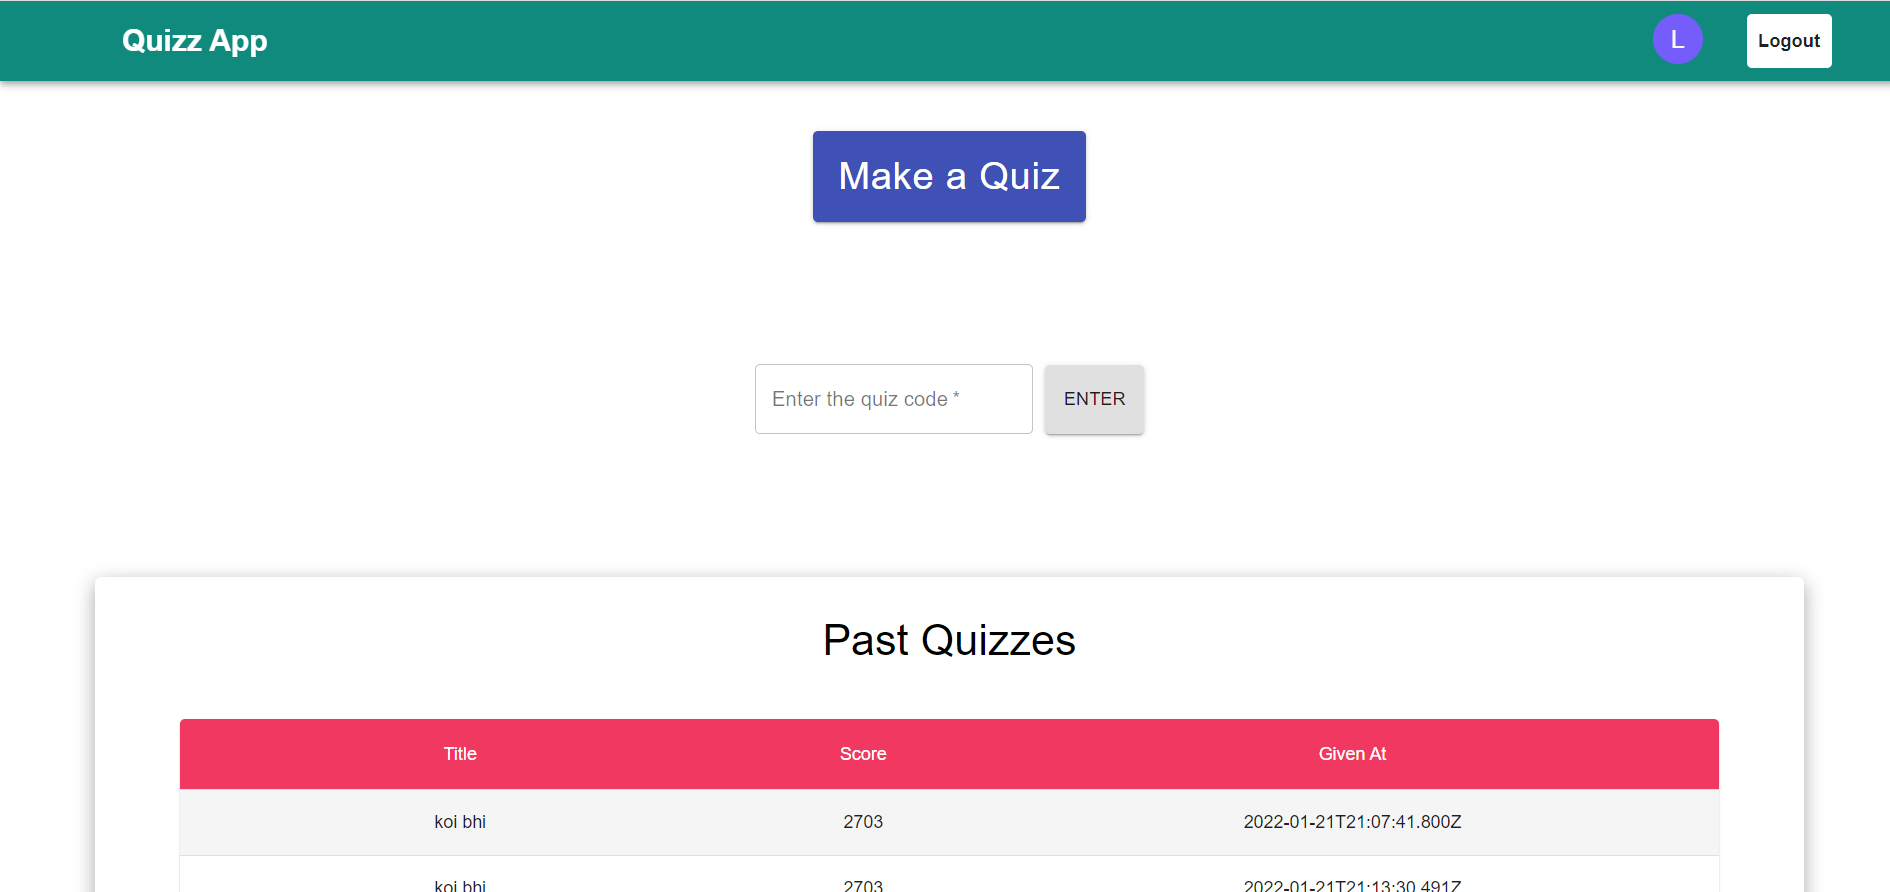 Quizz App
L
Logout
Make a Quiz
Enter the quiz code *
ENTER
Past Quizzes
Title Score Given At
koi bhi 2703 2022-01-21T21:07:41.800Z
koi bhi 2703 2022-01-21T21:13:30.491Z